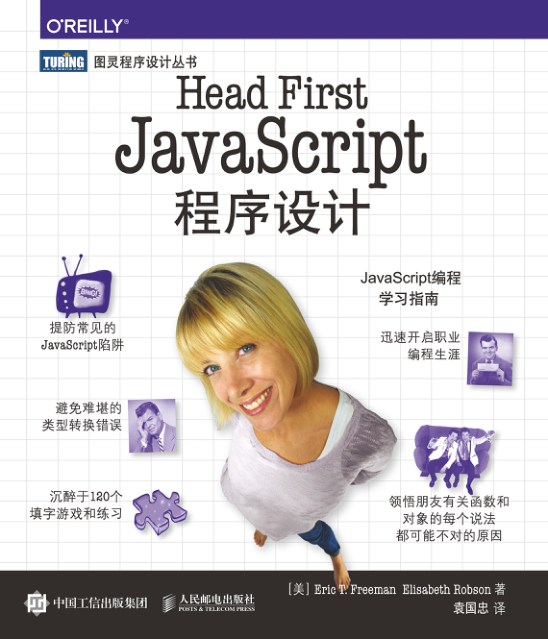 O'REILLY®
TURING 图灵程序设计丛书
Head First
JavaScript
程序设计
JavaScript编程
学习指南
BANG!
提防常见的
JavaScript陷阱
迅速开启职业
编程生涯
避免难堪的
类型转换错误
沉醉于120个
填字游戏和练习
领悟朋友有关函数和
对象的每个说法
都可能不对的原因
[美] Eric T. Freeman Elisabeth Robson 著
袁国忠 译
中国工信出版集团
人民邮电出版社
POSTS & TELECOM PRESS